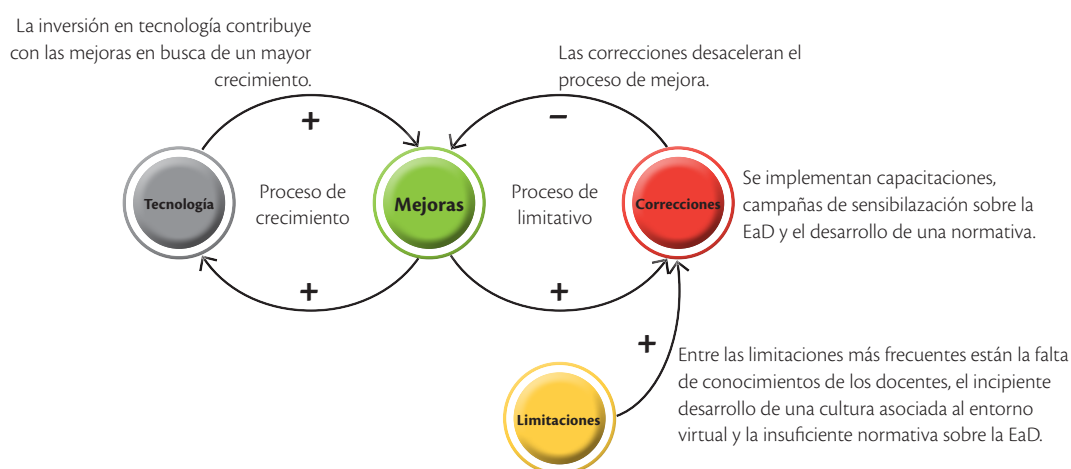 La inversión en tecnología contribuye
con las mejoras en busca de un mayor
crecimiento.
Las correcciones desaceleran el
proceso de mejora.
+
−
Tecnología
Proceso de
crecimiento
Mejoras
Proceso de
limitativo
Correcciones
Se implementan capacitaciones,
campañas de sensibilazación sobre la
EaD y el desarrollo de una normativa.
+
+
+
Limitaciones
Entre las limitaciones más frecuentes están la falta
de conocimientos de los docentes, el incipiente
desarrollo de una cultura asociada al entorno
virtual y la insuficiente normativa sobre la EaD.